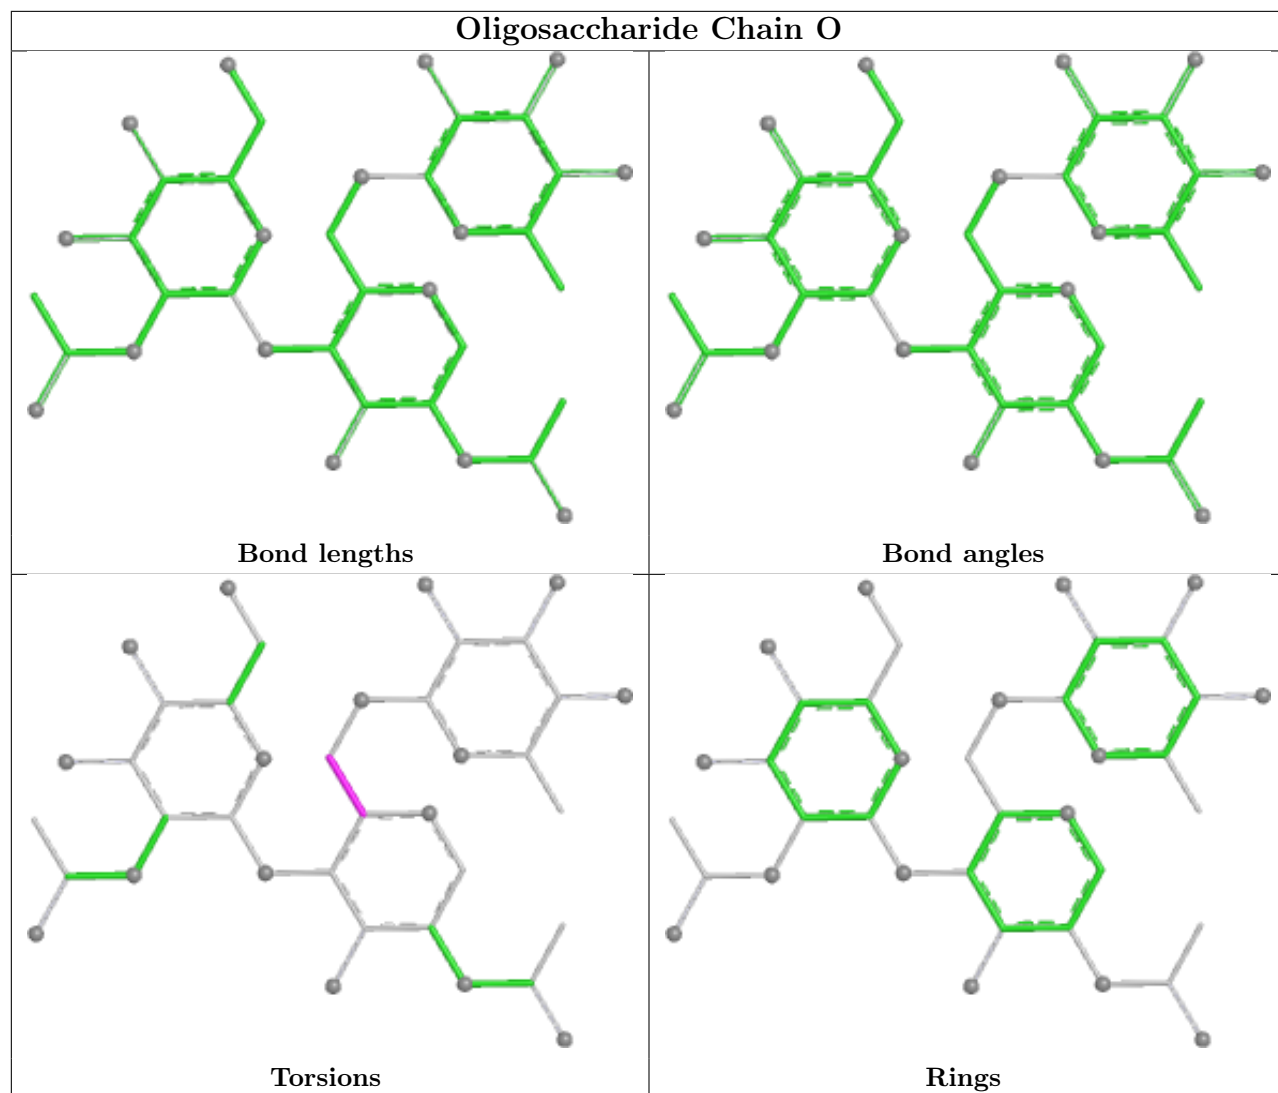 Oligosaccharide Chain O
Bond lengths
Bond angles
Torsions
Rings